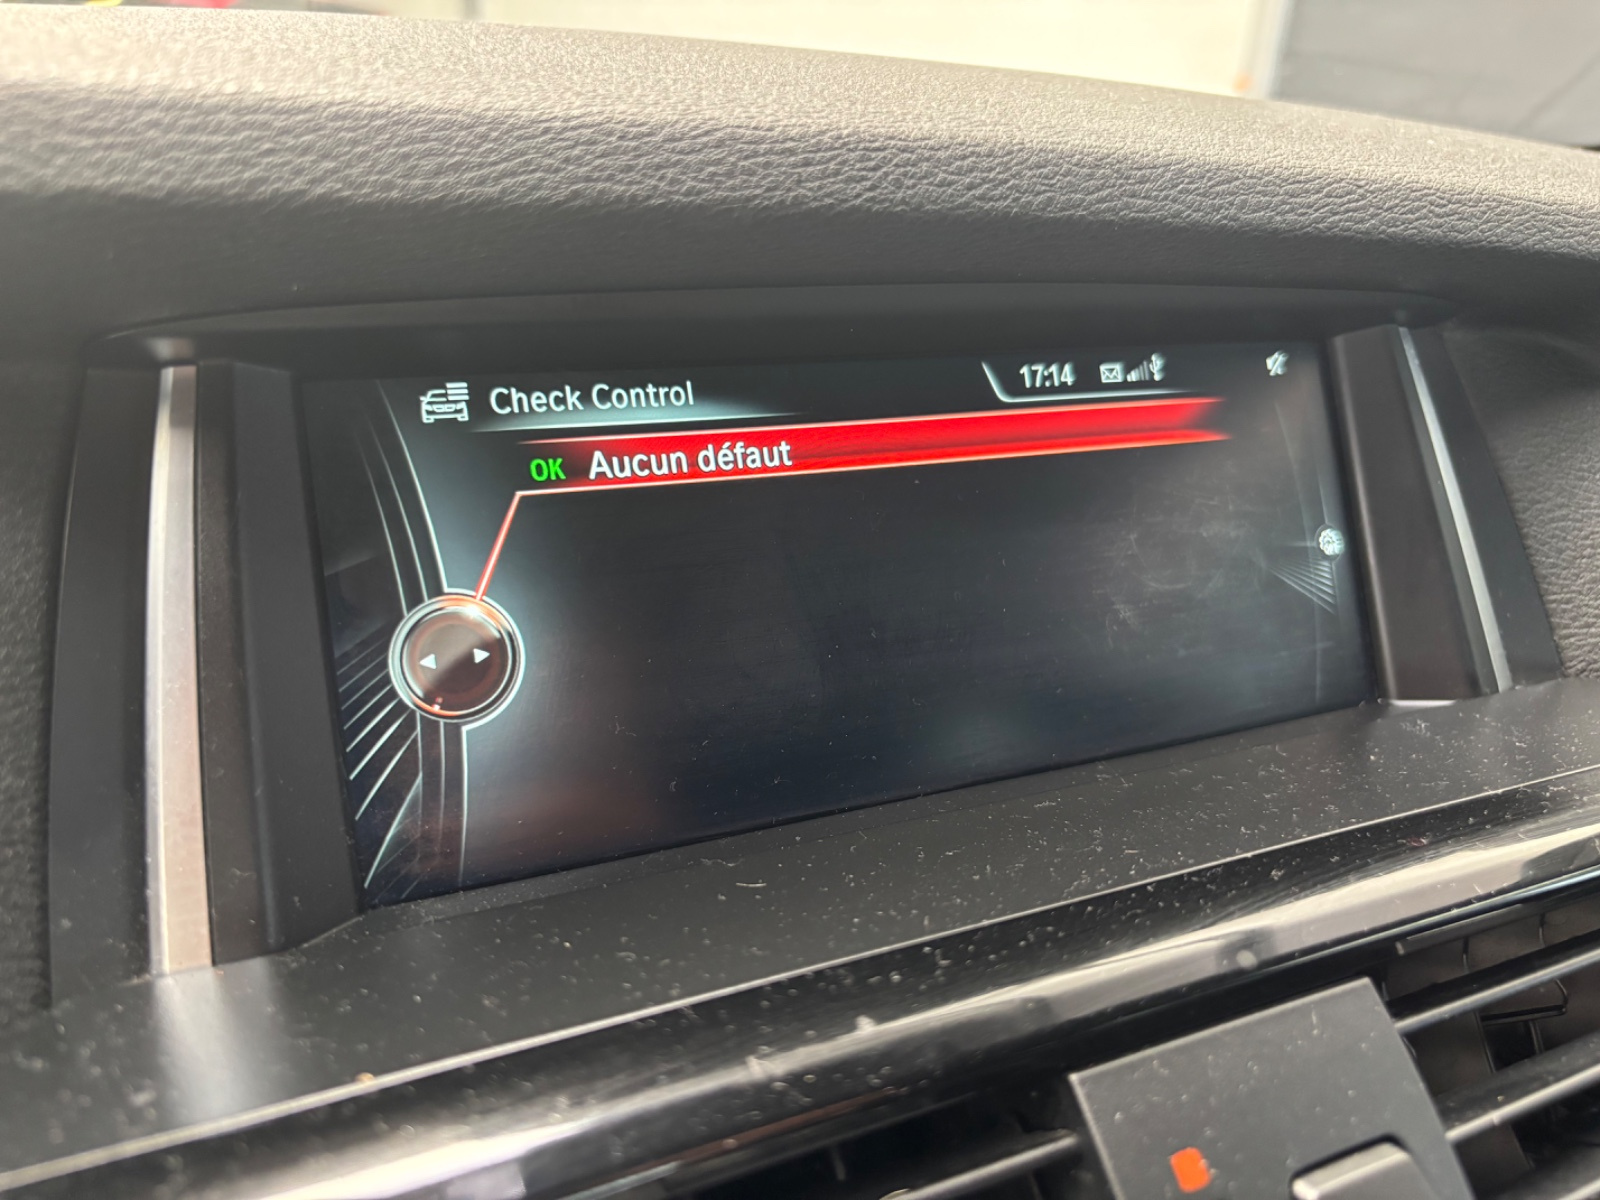 Check Control
17:14
OK Aucun défaut